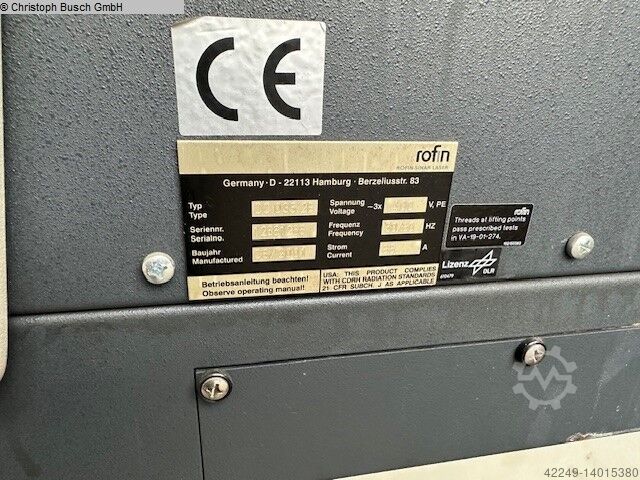 © Christoph Busch GmbH
CE
rofin
ROFIN-SINAR LASER
Germany · D - 22113 Hamburg · Berzeliusstr. 83
Typ
Type
Spannung
Voltage
~3x
V, PE
Seriennr.
Serialno.
Frequenz
Frequency
HZ
Baujahr
Manufactured
Strom
Current
A
Betriebsanleitung beachten!
Observe operating manual!
USA: THIS PRODUCT COMPLIES
WITH CDRH RADIATION STANDARDS
21 CFR SUBCH. J AS APPLICABLE
rofin
Threads at lifting points
pass prescribed tests
in VA-19-01-274.
Lizenz
DLR
42249-14015380